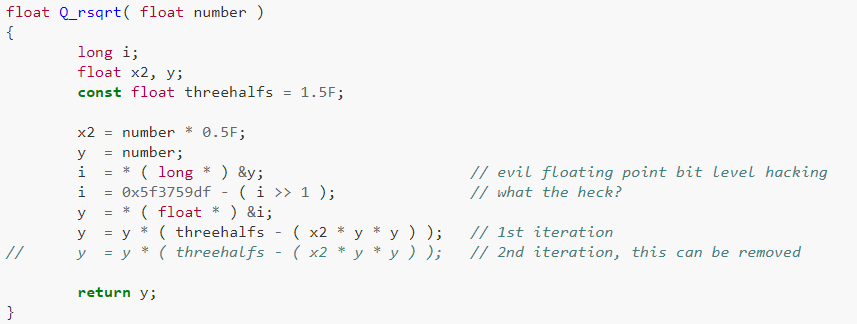 float Q_rsqrt( float number )
{
        long i;
        float x2, y;
        const float threehalfs = 1.5F;

        x2 = number * 0.5F;
        y  = number;
        i  = * ( long * ) &y;                       // evil floating point bit level hacking
        i  = 0x5f3759df - ( i >> 1 );               // what the heck?
        y  = * ( float * ) &i;
        y  = y * ( threehalfs - ( x2 * y * y ) );   // 1st iteration
//      y  = y * ( threehalfs - ( x2 * y * y ) );   // 2nd iteration, this can be removed

        return y;
}